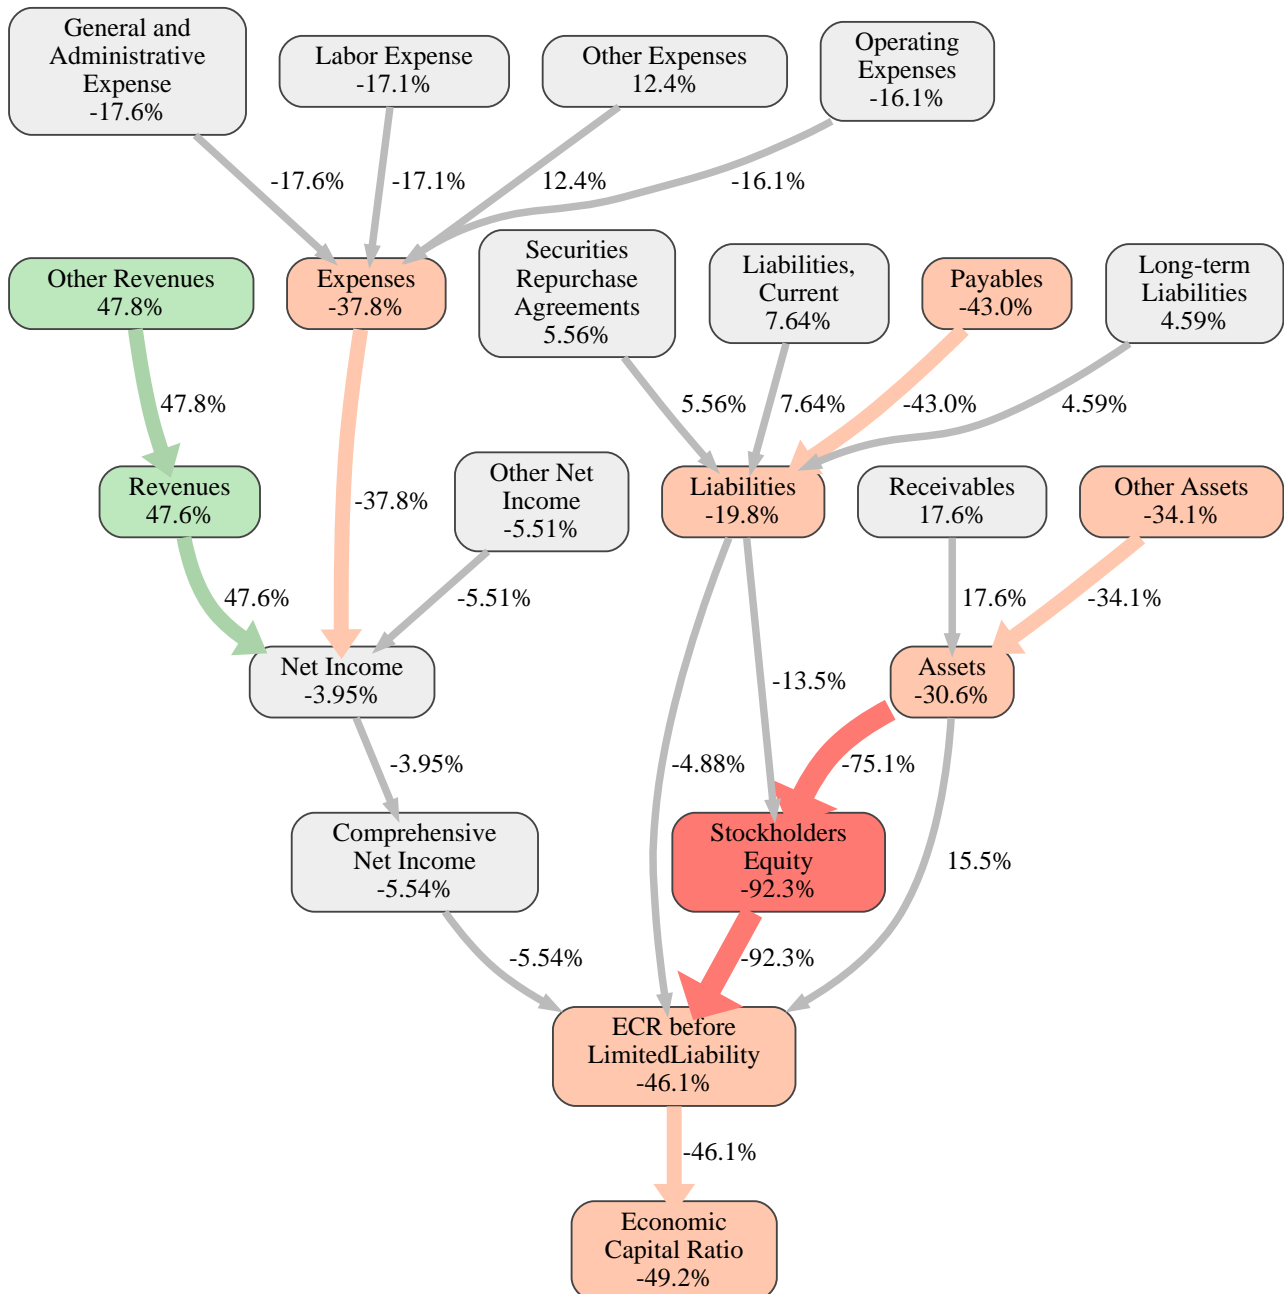 General and
Administrative
Expense
-17.6%
Labor Expense
-17.1%
Other Expenses
12.4%
Operating
Expenses
-16.1%
-17.6%
-17.1%
12.4%
-16.1%
Other Revenues
47.8%
Expenses
-37.8%
Securities
Repurchase
Agreements
5.56%
Liabilities,
Current
7.64%
Payables
-43.0%
Long-term
Liabilities
4.59%
47.8%
5.56%
7.64%
-43.0%
4.59%
Revenues
47.6%
-37.8%
Other Net
Income
-5.51%
Liabilities
-19.8%
Receivables
17.6%
Other Assets
-34.1%
47.6%
-5.51%
17.6%
-34.1%
Net Income
-3.95%
-13.5%
Assets
-30.6%
-3.95%
-4.88%
-75.1%
Comprehensive
Net Income
-5.54%
Stockholders
Equity
-92.3%
15.5%
-5.54%
-92.3%
ECR before
LimitedLiability
-46.1%
-46.1%
Economic
Capital Ratio
-49.2%